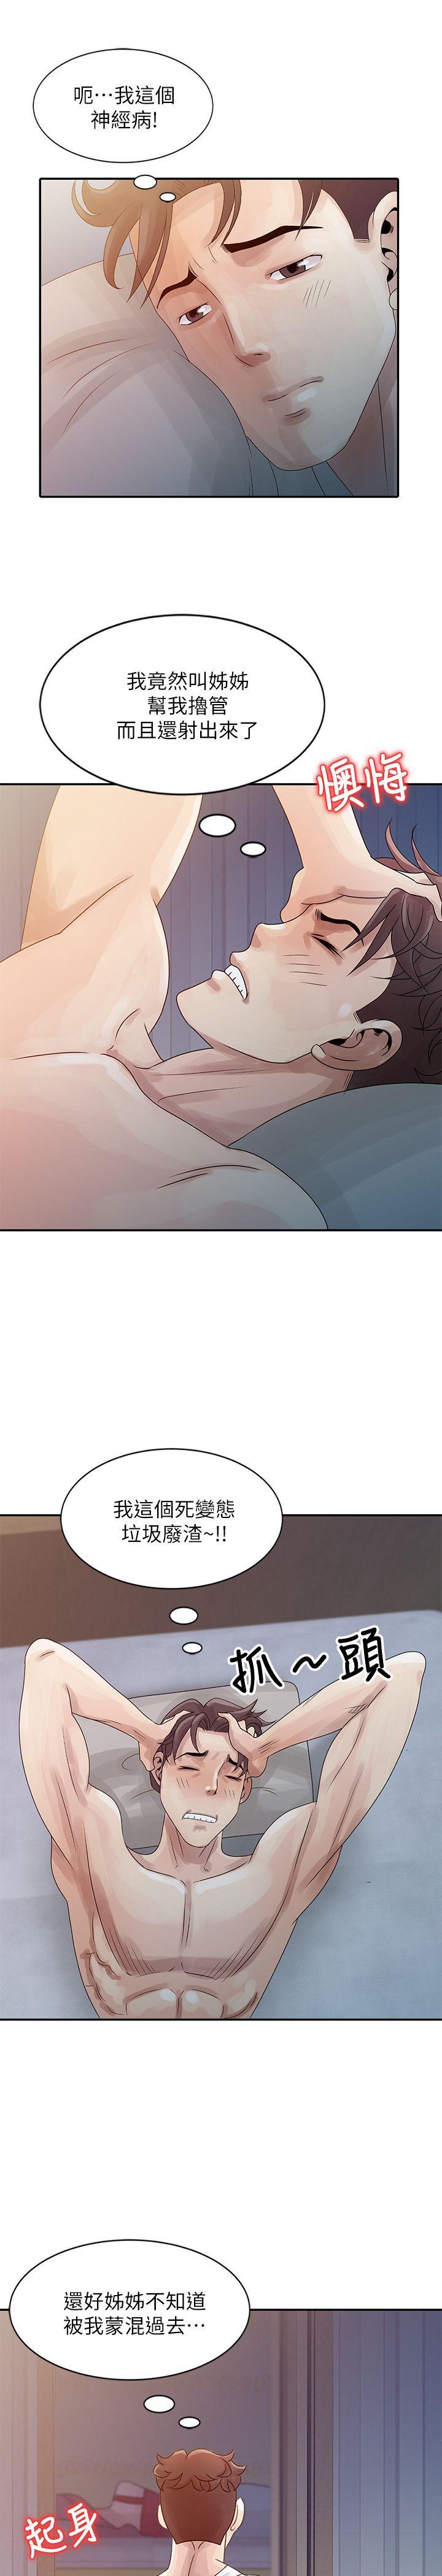 呃⋯我這個
神經病!
我竟然叫姊姊
幫我擼管
而且還射出來了
懊悔
我這個死變態
垃圾廢渣~!!
抓~頭
還好姊姊不知道
被我蒙混過去⋯
起身